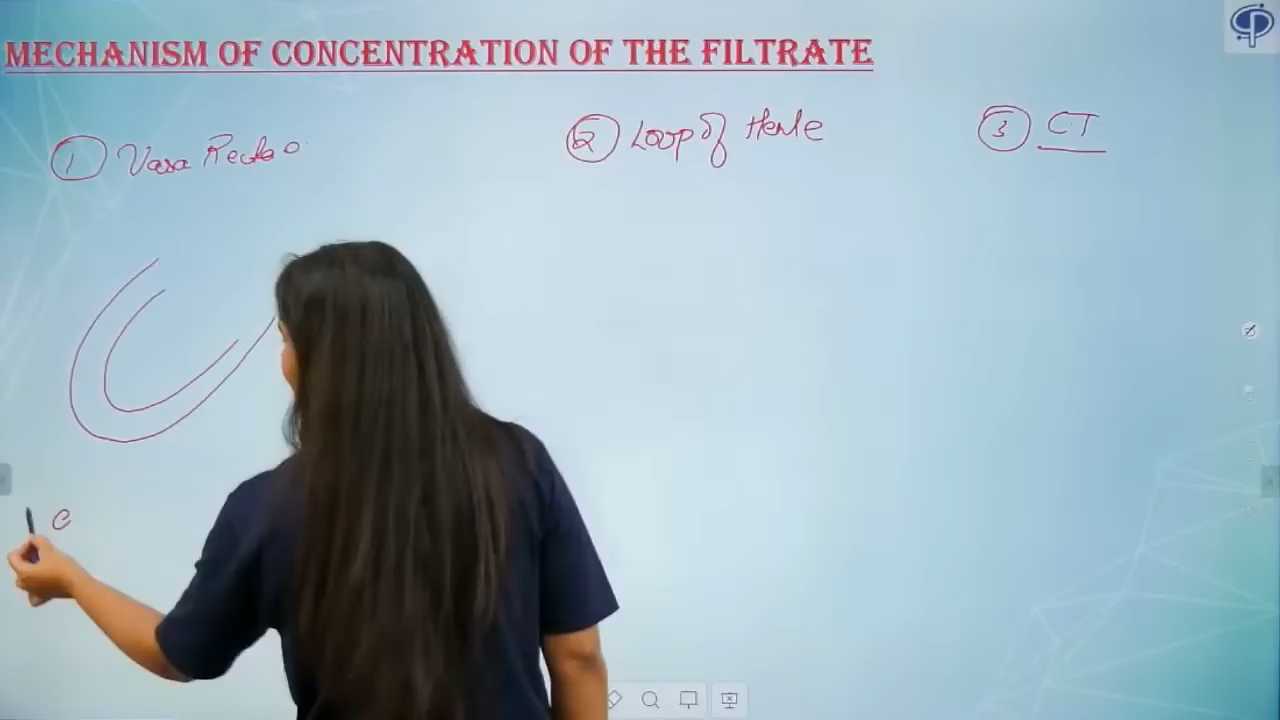 MECHANISM OF CONCENTRATION OF THE FILTRATE
① Vasa Recta
② Loop of Henle
③ CT
e